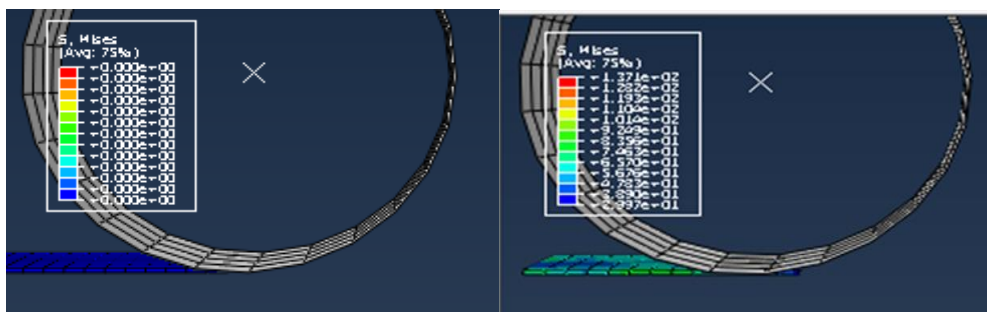 S, Mises
(Avg: 75%)
+0.000e+00
+0.000e+00
+0.000e+00
+0.000e+00
+0.000e+00
+0.000e+00
+0.000e+00
+0.000e+00
+0.000e+00
+0.000e+00
+0.000e+00
+0.000e+00
+0.000e+00
S, Mises
(Avg: 75%)
+1.371e+02
+1.282e+02
+1.193e+02
+1.104e+02
+1.014e+02
+9.249e+01
+8.356e+01
+7.463e+01
+6.570e+01
+5.676e+01
+4.783e+01
+3.890e+01
+2.997e+01